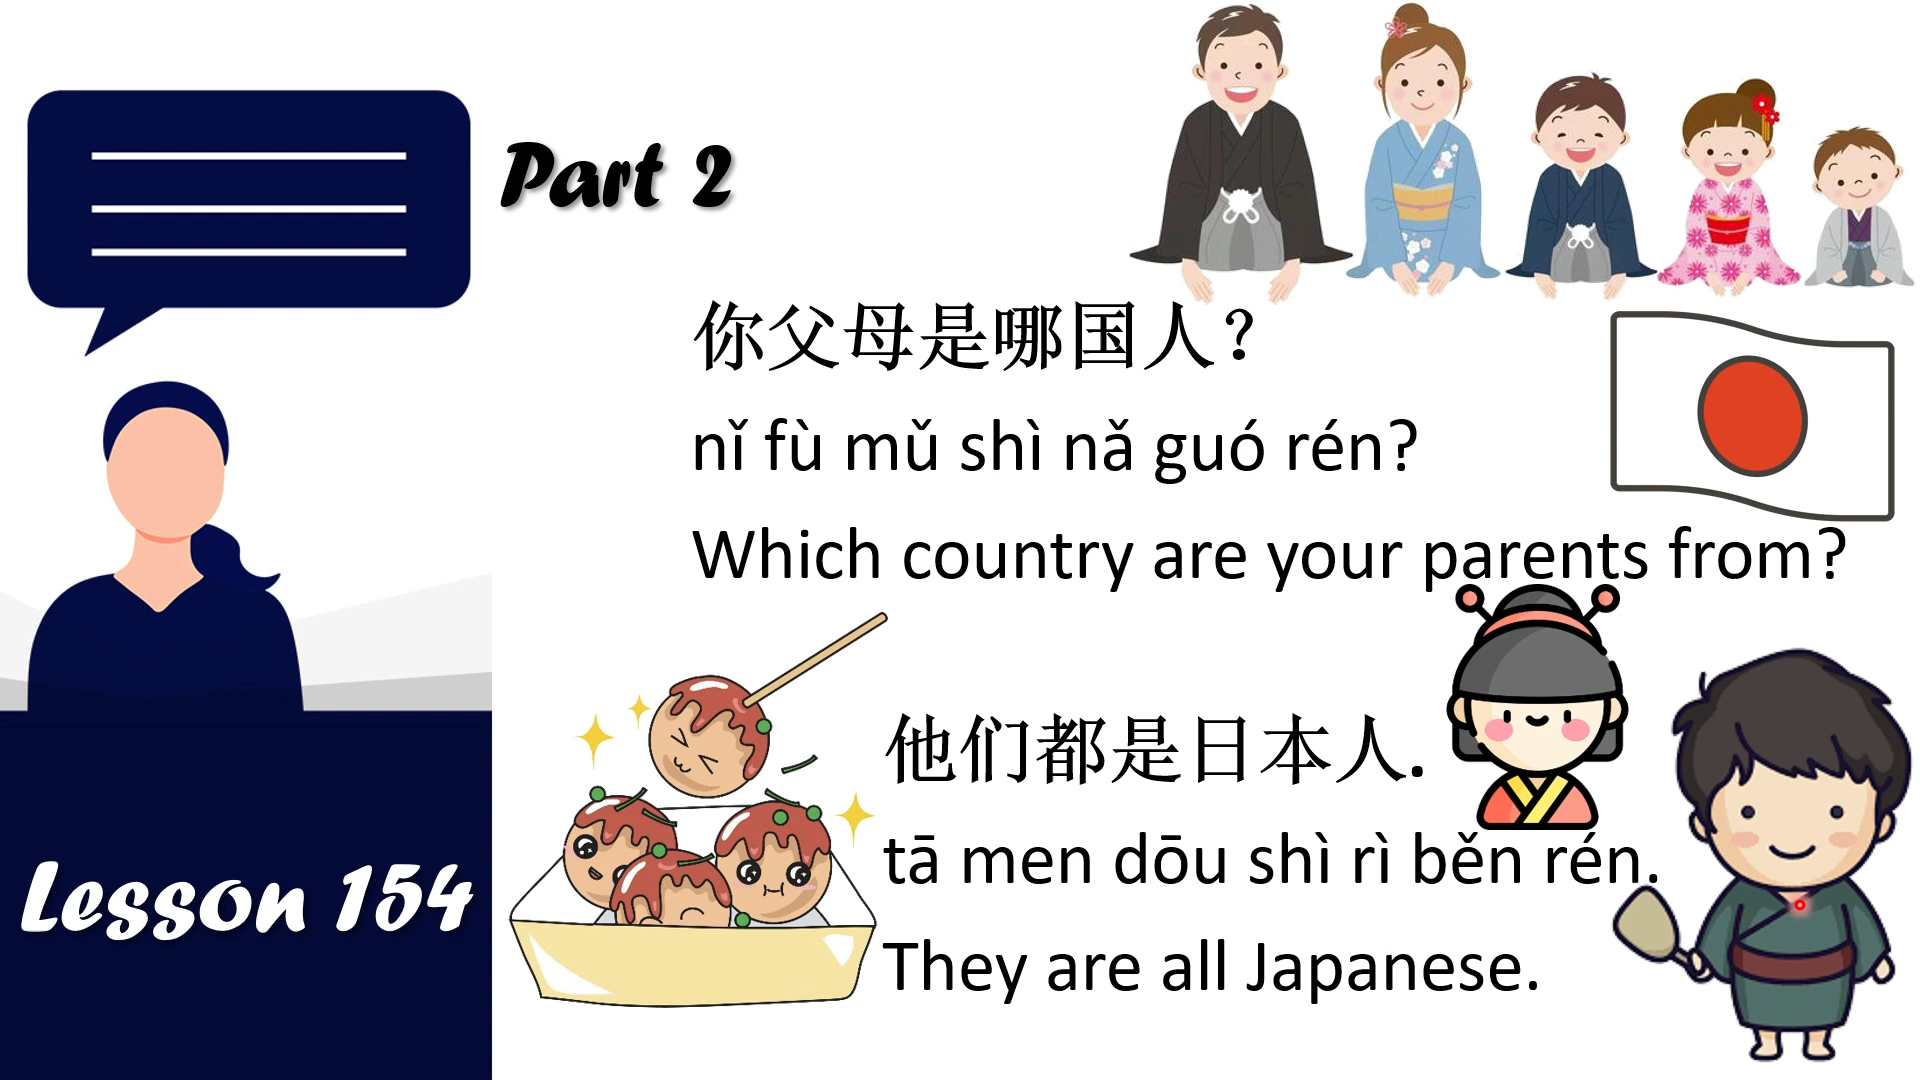 Part 2
你父母是哪国人？
nǐ fù mǔ shì nǎ guó rén?
Which country are your parents from?
他们都是日本人.
tā men dōu shì rì běn rén.
They are all Japanese.
Lesson 154